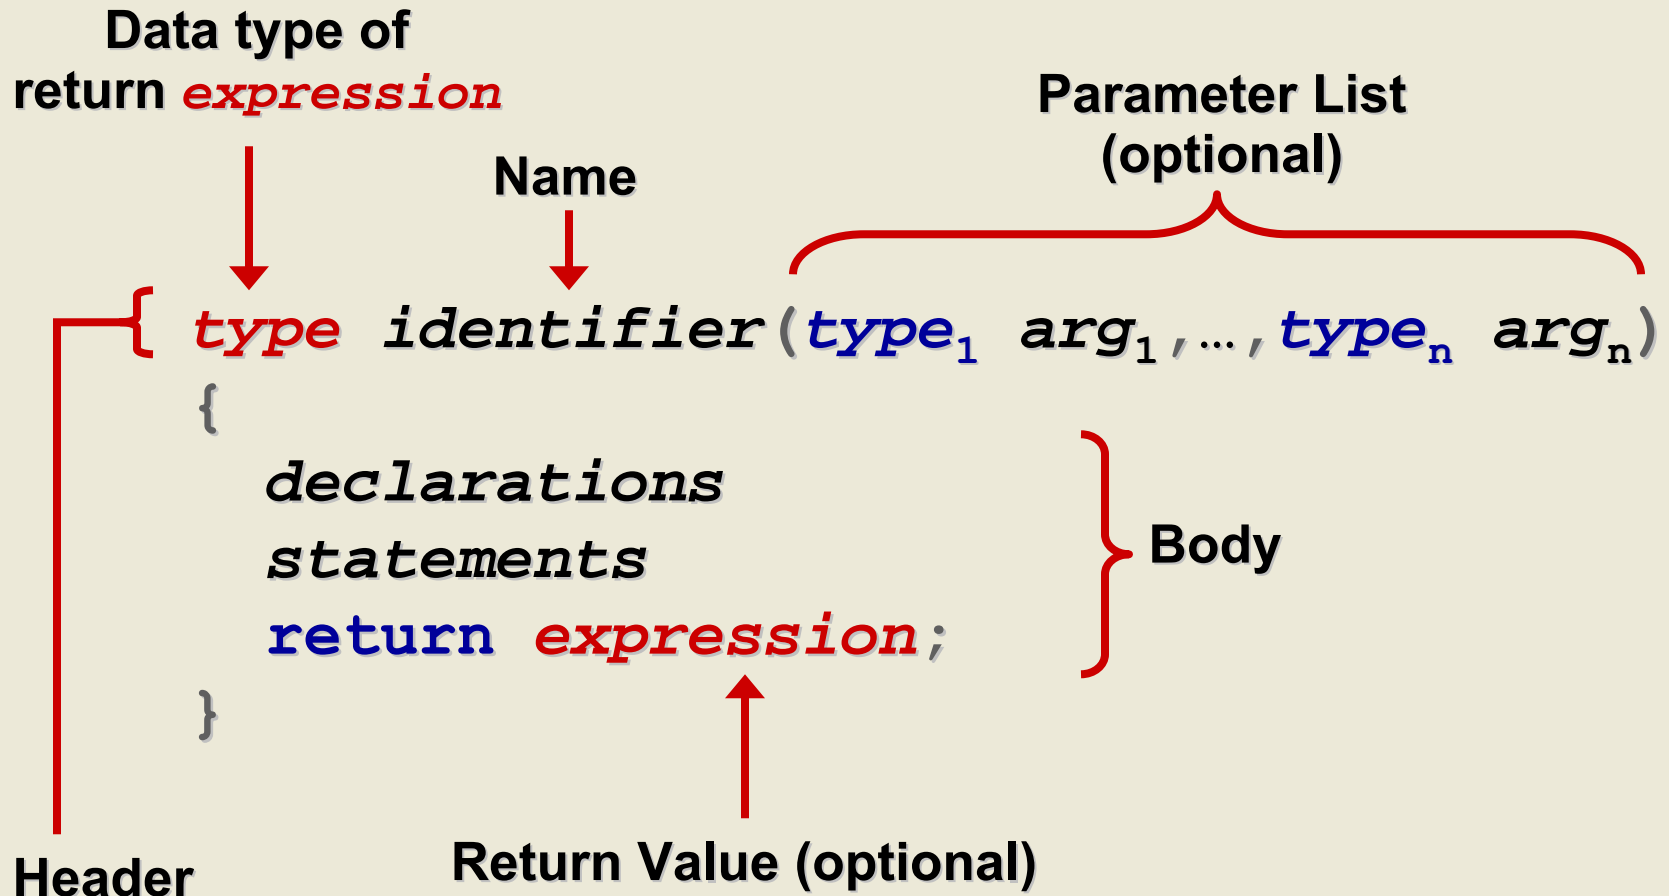 Data type of
return expression
Name
Parameter List
(optional)
type identifier(type₁ arg₁,…,typeₙ argₙ)
{
declarations
statements
return expression;
}
Body
Header
Return Value (optional)